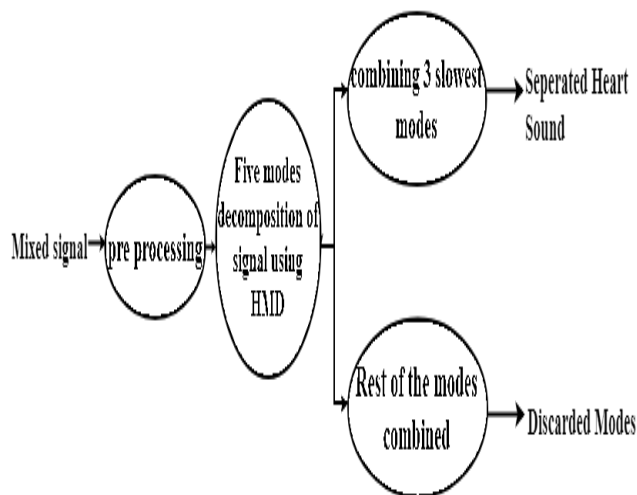 Mixed signal
pre processing
Five modes
decomposition of
signal using
HMD
combining 3 slowest
modes
Seperated Heart
Sound
Rest of the modes
combined
Discarded Modes